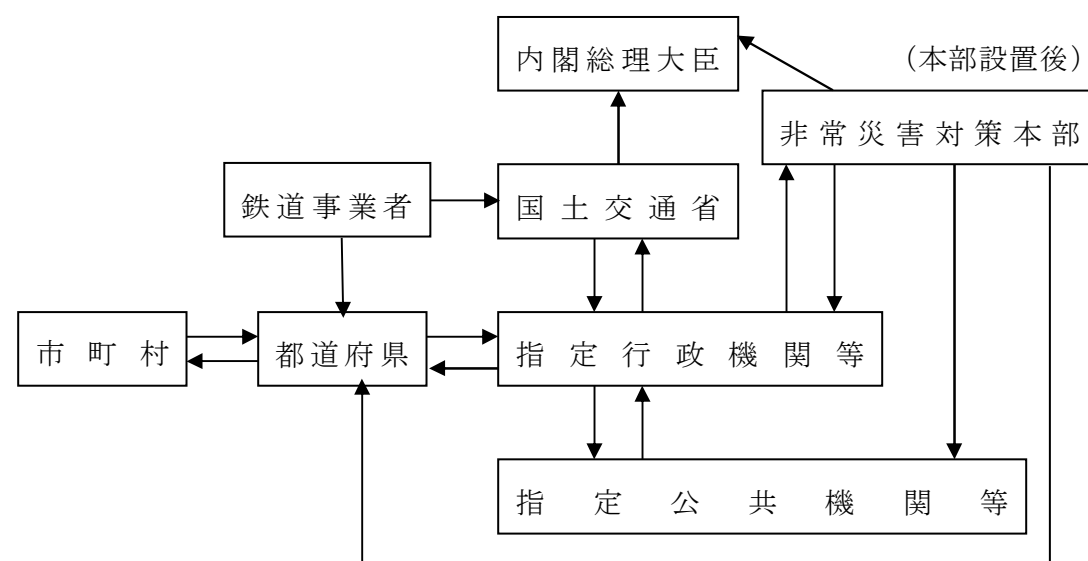 内閣総理大臣
(本部設置後)
非常災害対策本部
鉄道事業者
国土交通省
市町村
都道府県
指定行政機関等
指定公共機関等